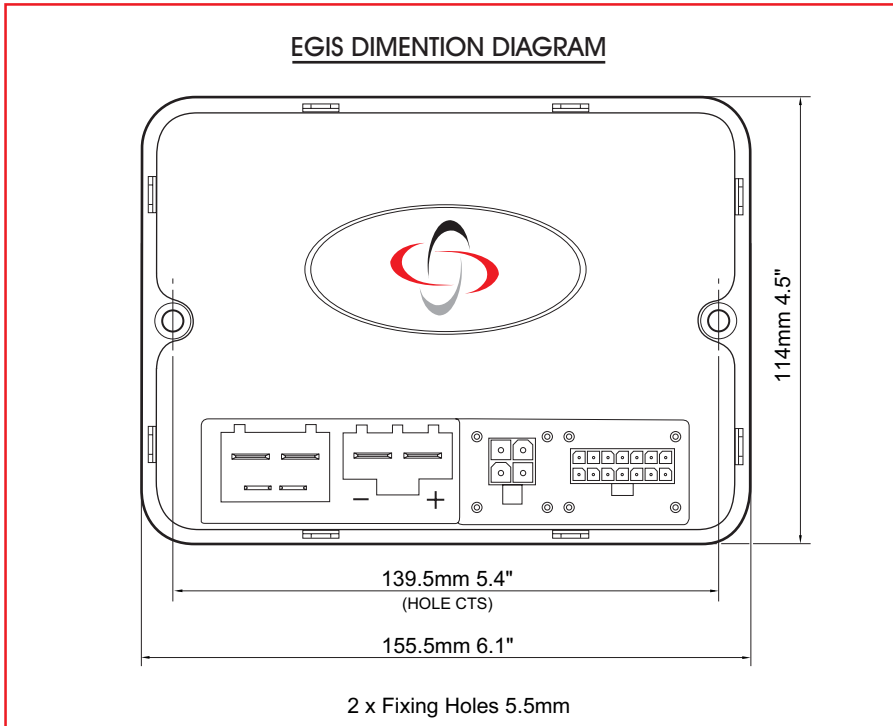 EGIS DIMENTION DIAGRAM
114mm 4.5"
− +
139.5mm 5.4"
(HOLE CTS)
155.5mm 6.1"
2 x Fixing Holes 5.5mm